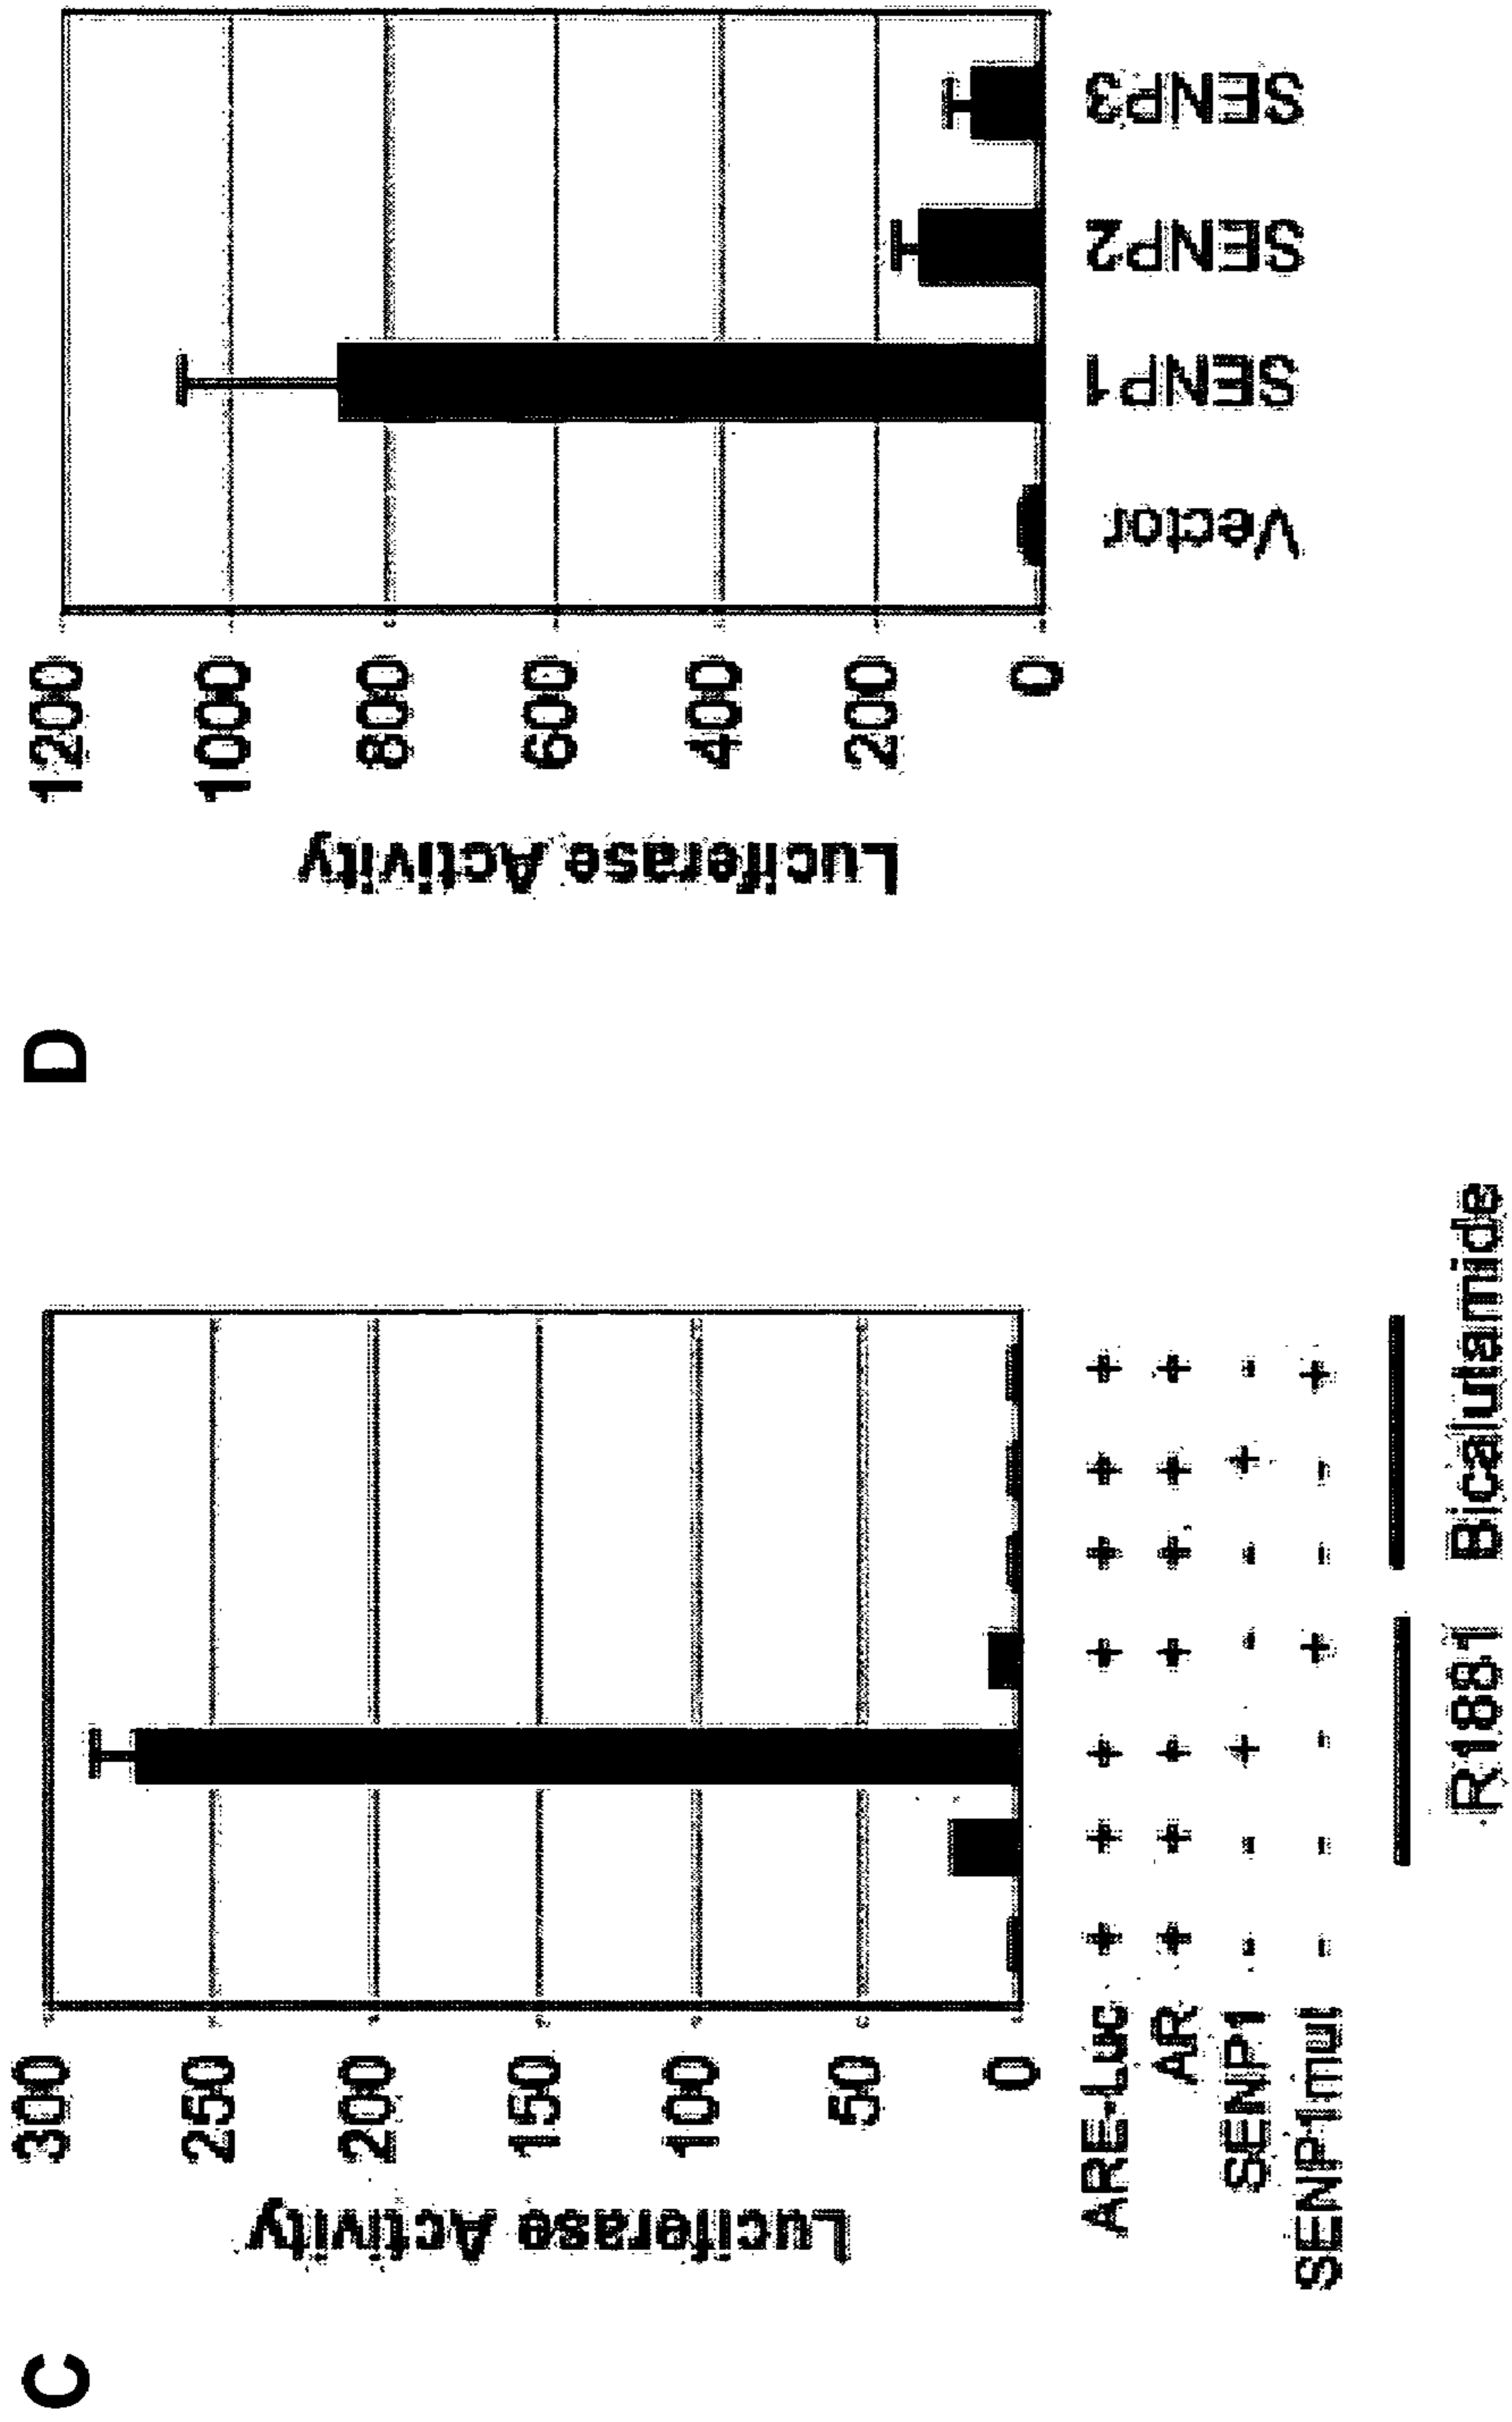 C
Luciferase Activity
300
250
200
150
100
50
0
ARE-Luc + + + + + + +
AR + + + + + + +
SENP1 - - + - - + -
SENP1mut - - - + - - +
R1881 Bicalulamide
D
Luciferase Activity
1200
1000
800
600
400
200
0
Vector SENP1 SENP2 SENP3